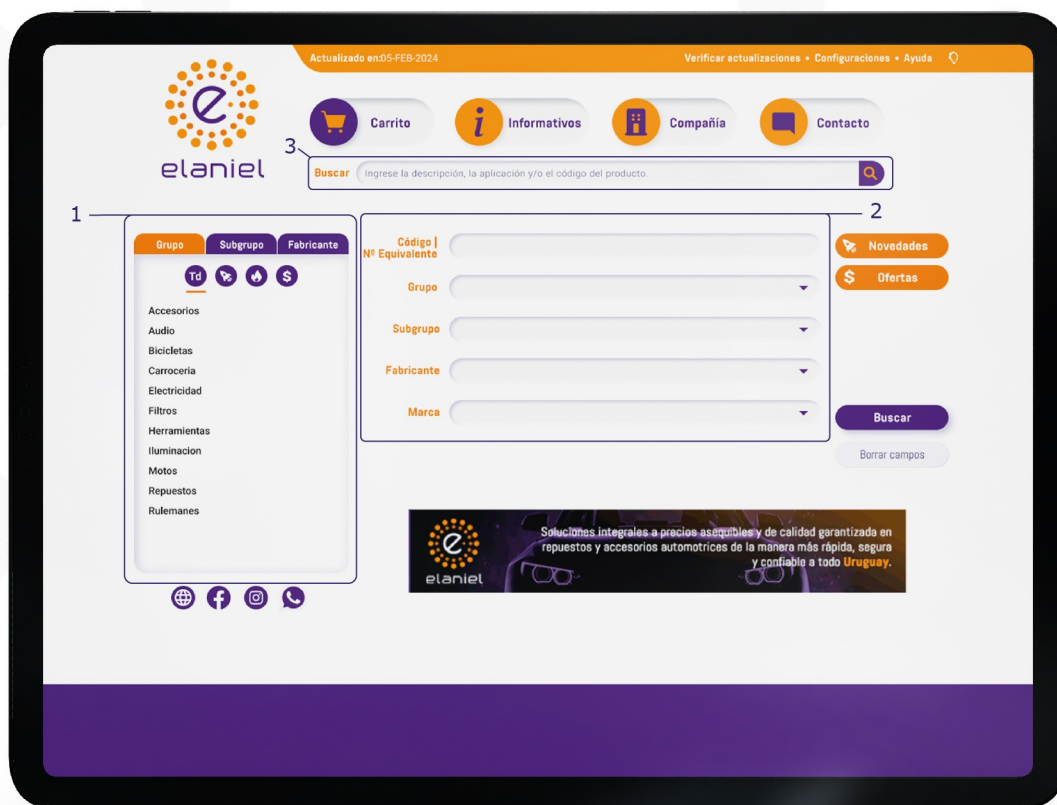 Actualizado en:05-FEB-2024
Verificar actualizaciones • Configuraciones • Ayuda
elaniel
Carrito
Informativos
Compañía
Contacto
3
Buscar
Ingrese la descripción, la aplicación y/o el código del producto.
1
2
Grupo
Subgrupo
Fabricante
Td
$
Accesorios
Audio
Bicicletas
Carroceria
Electricidad
Filtros
Herramientas
Iluminacion
Motos
Repuestos
Rulemanes
Código |
Nº Equivalente
Grupo
Subgrupo
Fabricante
Marca
Novedades
$ Ofertas
Buscar
Borrar campos
elaniel
Soluciones integrales a precios asequibles y de calidad garantizada en
repuestos y accesorios automotrices de la manera más rápida, segura
y confiable a todo Uruguay.